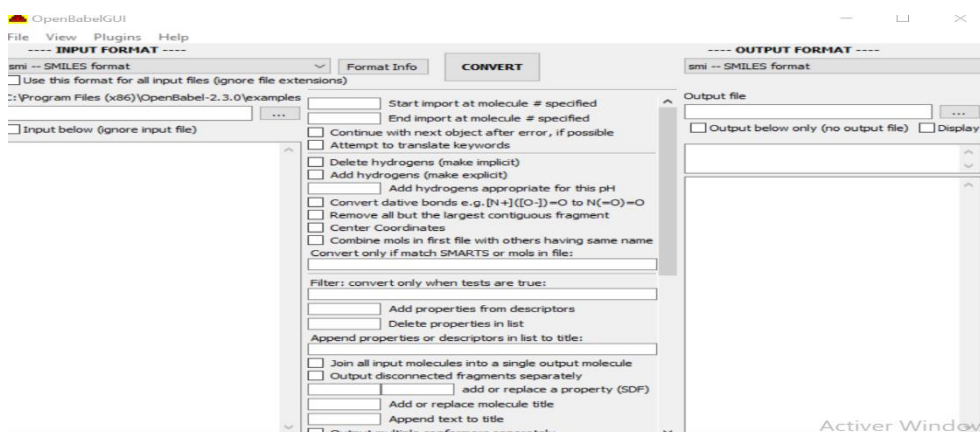 OpenBabelGUI
File View Plugins Help
---- INPUT FORMAT ----
smi -- SMILES format
Format Info
CONVERT
Use this format for all input files (ignore file extensions)
C:\Program Files (x86)\OpenBabel-2.3.0\examples
...
Input below (ignore input file)
Start import at molecule # specified
End import at molecule # specified
Continue with next object after error, if possible
Attempt to translate keywords
Delete hydrogens (make implicit)
Add hydrogens (make explicit)
Add hydrogens appropriate for this pH
Convert dative bonds e.g.[N+]([O-])=O to N(=O)=O
Remove all but the largest contiguous fragment
Center Coordinates
Combine mols in first file with others having same name
Convert only if match SMARTS or mols in file:
Filter: convert only when tests are true:
Add properties from descriptors
Delete properties in list
Append properties or descriptors in list to title:
Join all input molecules into a single output molecule
Output disconnected fragments separately
add or replace a property (SDF)
Add or replace molecule title
Append text to title
Output multiple conformers separately
---- OUTPUT FORMAT ----
smi -- SMILES format
Output file
...
Output below only (no output file) Display
Activer Window